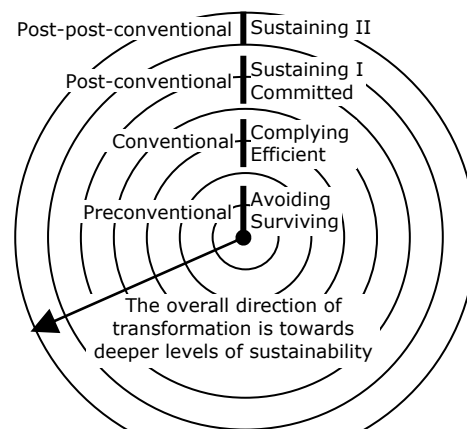 Post-post-conventional Sustaining II
Post-conventional Sustaining I
Committed
Conventional Complying
Efficient
Preconventional Avoiding
Surviving
The overall direction of
transformation is towards
deeper levels of sustainability